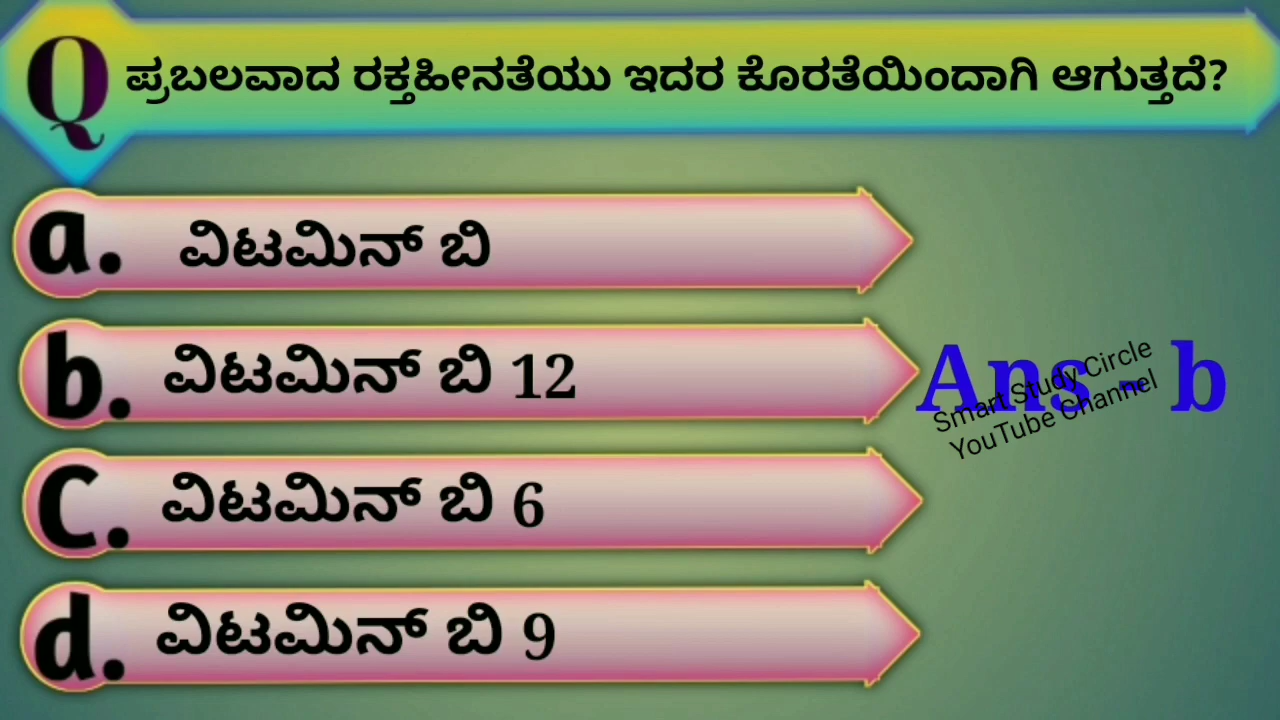 Q ಪ್ರಬಲವಾದ ರಕ್ತಹೀನತೆಯು ಇದರ ಕೊರತೆಯಿಂದಾಗಿ ಆಗುತ್ತದೆ?
a. ವಿಟಮಿನ್ ಬಿ
b. ವಿಟಮಿನ್ ಬಿ 12
Ans - b
Smart Study Circle
YouTube Channel
C. ವಿಟಮಿನ್ ಬಿ 6
d. ವಿಟಮಿನ್ ಬಿ 9